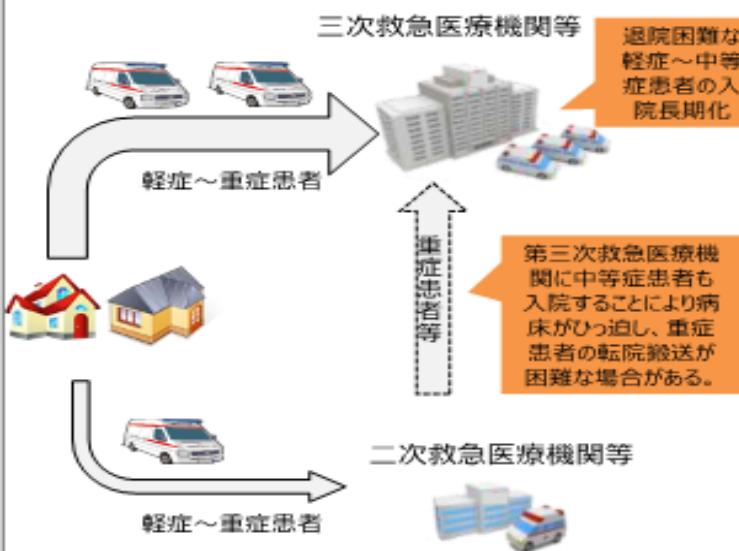 三次救急医療機関等
退院困難な
軽症～中等
症患者の入
院長期化
軽症～重症患者
重症患者等
第三次救急医療機
関に中等症患者も
入院することにより病
床がひっ迫し、重症
患者の転院搬送が
困難な場合がある。
二次救急医療機関等
軽症～重症患者